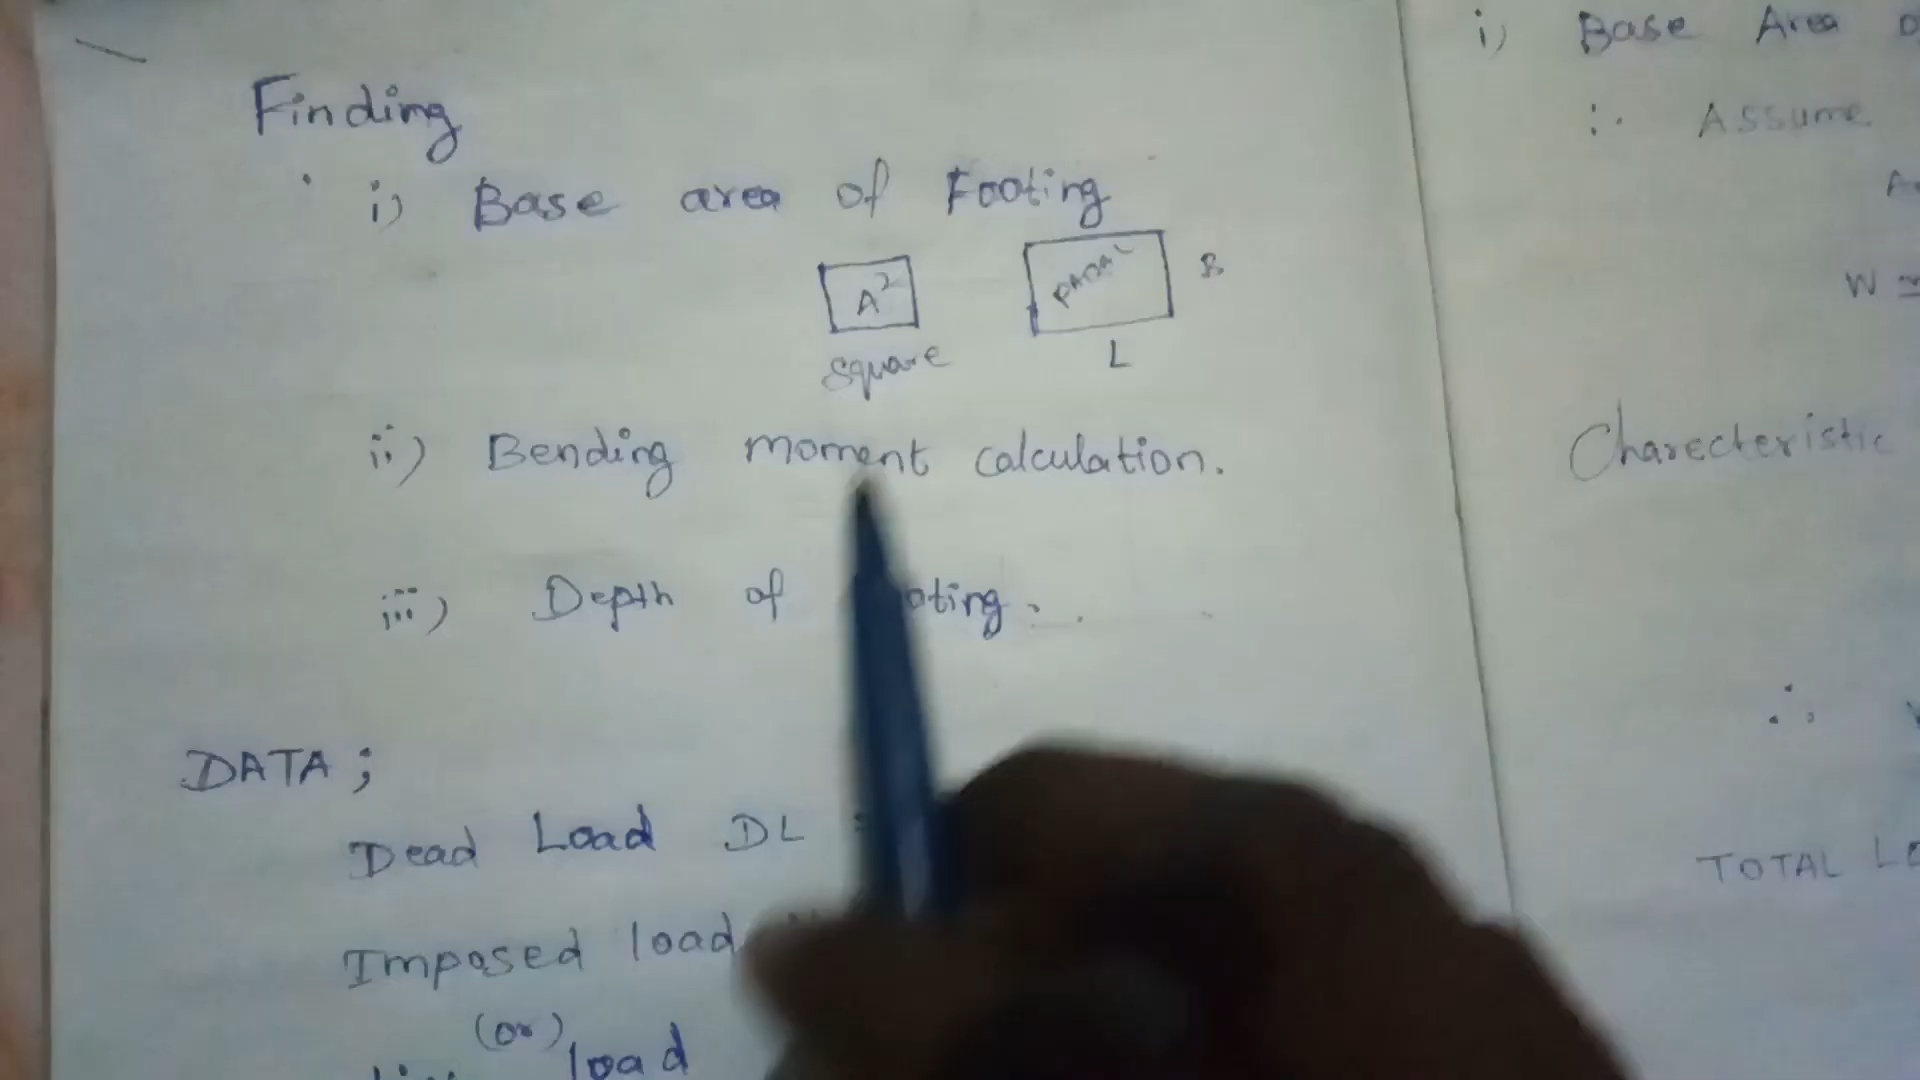 Finding
i) Base area of Footing
A²
B
Square
L
ii) Bending moment calculation.
iii) Depth of oting.
DATA ;
Dead Load DL
Imposed load
(or)
load
i) Base Area
∴ Assume
W
Charecteristic
∴
TOTAL